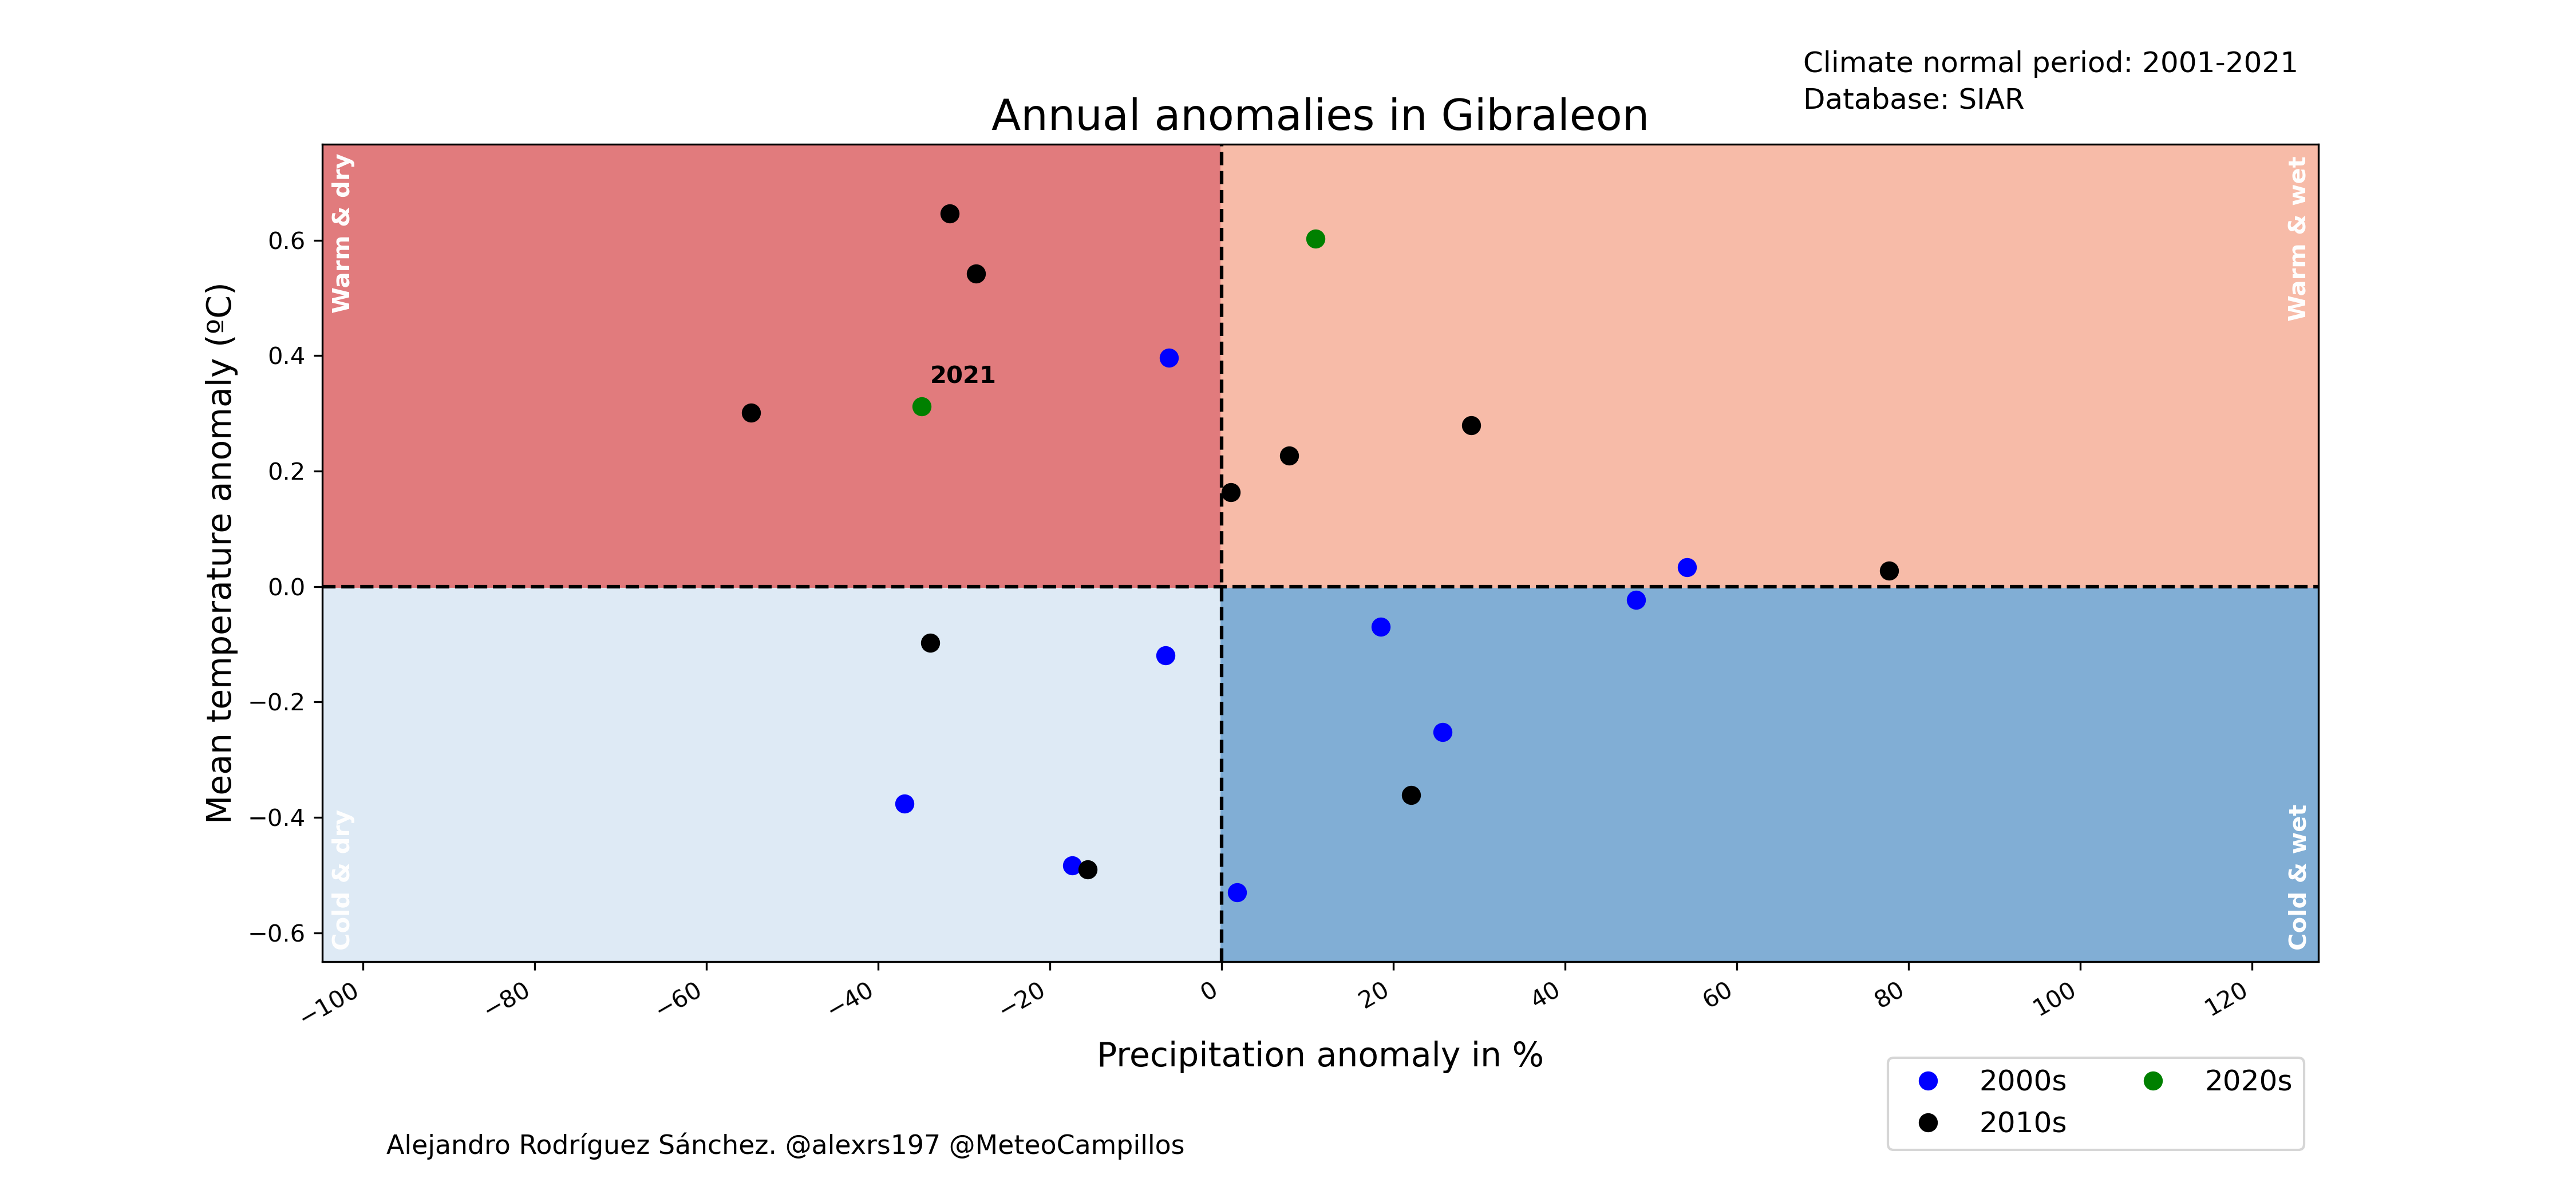 Climate normal period: 2001-2021
Database: SIAR
Annual anomalies in Gibraleon
Warm & dry
Warm & wet
Mean temperature anomaly (ºC)
0.6
0.4
0.2
0.0
−0.2
−0.4
−0.6
2021
Cold & dry
Cold & wet
−100
−80
−60
−40
−20
0
20
40
60
80
100
120
Precipitation anomaly in %
2000s
2010s
2020s
Alejandro Rodríguez Sánchez. @alexrs197 @MeteoCampillos